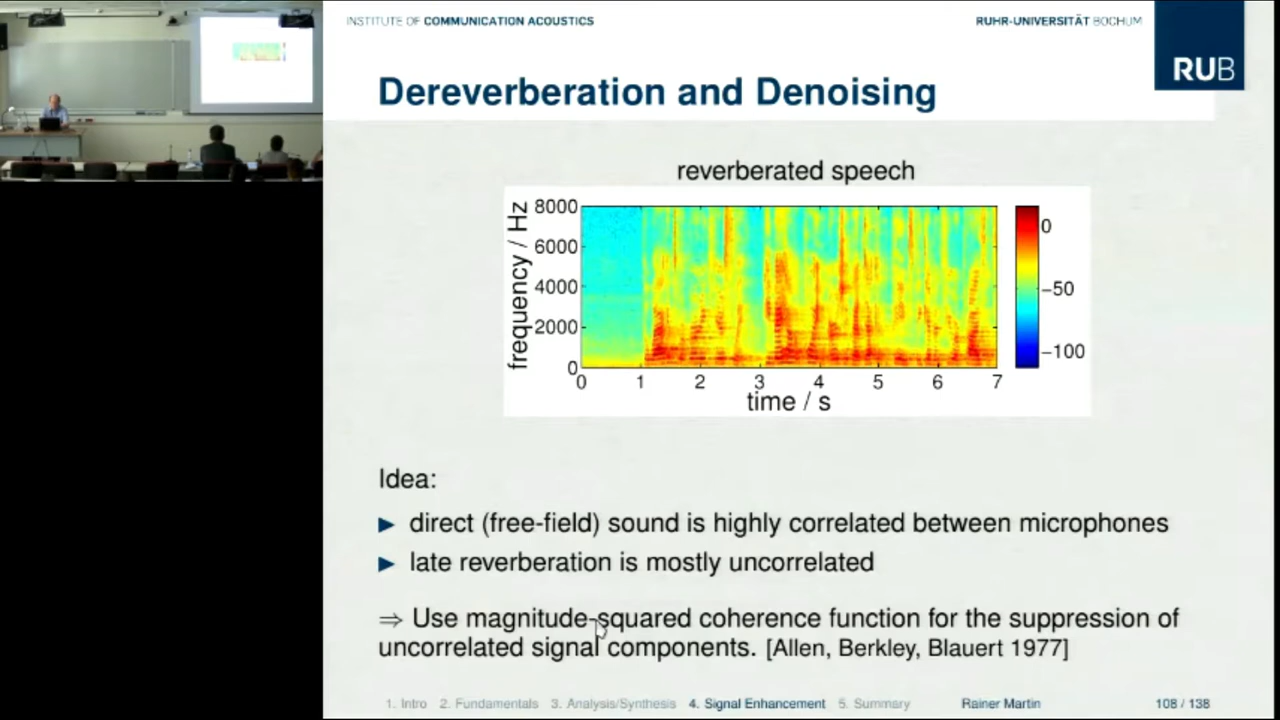 INSTITUTE OF COMMUNICATION ACOUSTICS
RUHR-UNIVERSITÄT BOCHUM
RUB
Dereverberation and Denoising
reverberated speech
frequency / Hz
8000
6000
4000
2000
0
0 1 2 3 4 5 6 7
time / s
0
−50
−100
Idea:
► direct (free-field) sound is highly correlated between microphones
► late reverberation is mostly uncorrelated
⇒ Use magnitude-squared coherence function for the suppression of
uncorrelated signal components. [Allen, Berkley, Blauert 1977]
1. Intro 2. Fundamentals 3. Analysis/Synthesis 4. Signal Enhancement 5. Summary Rainer Martin 108 / 138